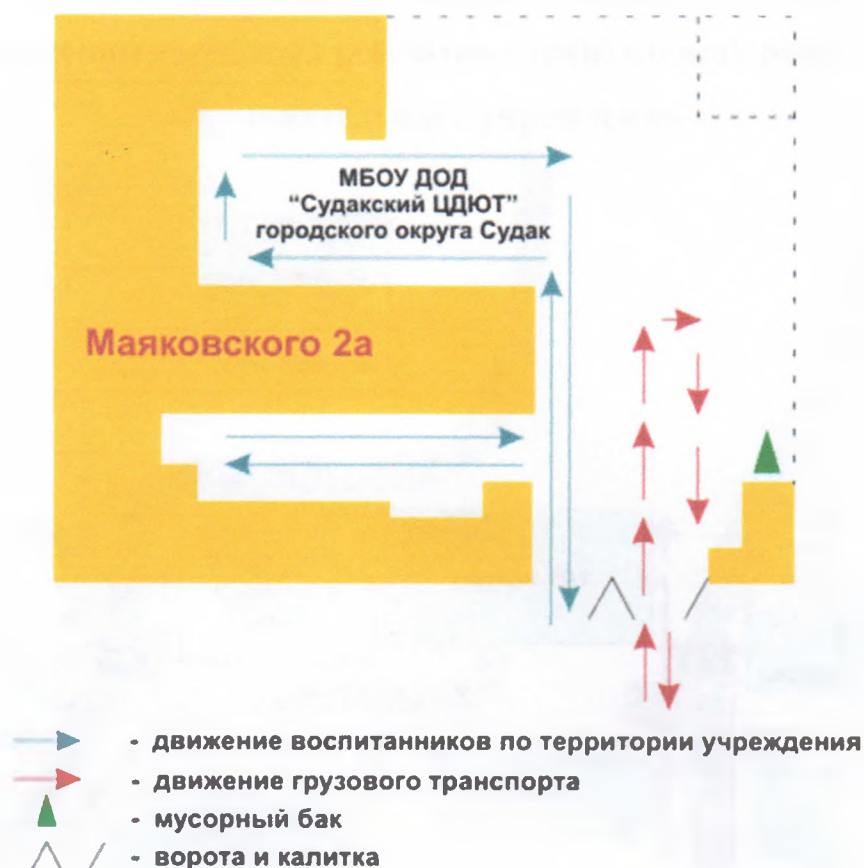 МБОУ ДОД
“Судакский ЦДЮТ”
городского округа Судак
Маяковского 2а
- движение воспитанников по территории учреждения
- движение грузового транспорта
- мусорный бак
- ворота и калитка